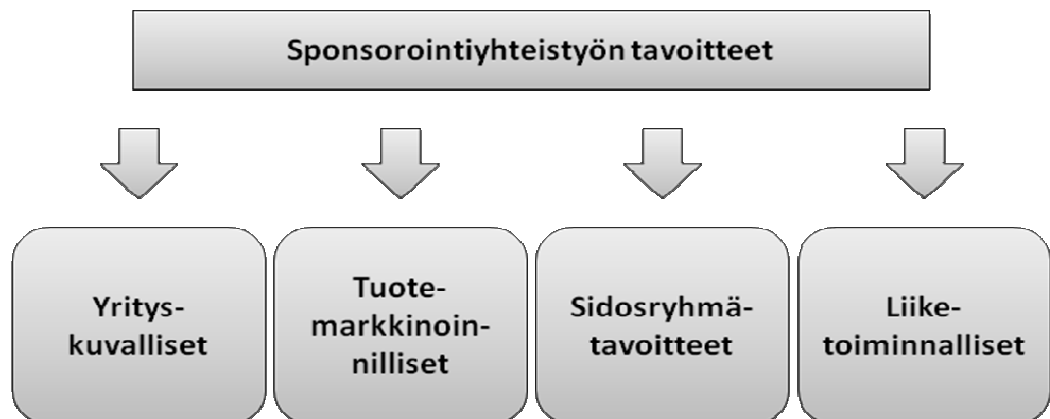 Sponsorointiyhteistyön tavoitteet
Yritys-
kuvalliset
Tuote-
markkinoin-
nilliset
Sidosryhmä-
tavoitteet
Liike-
toiminnalliset